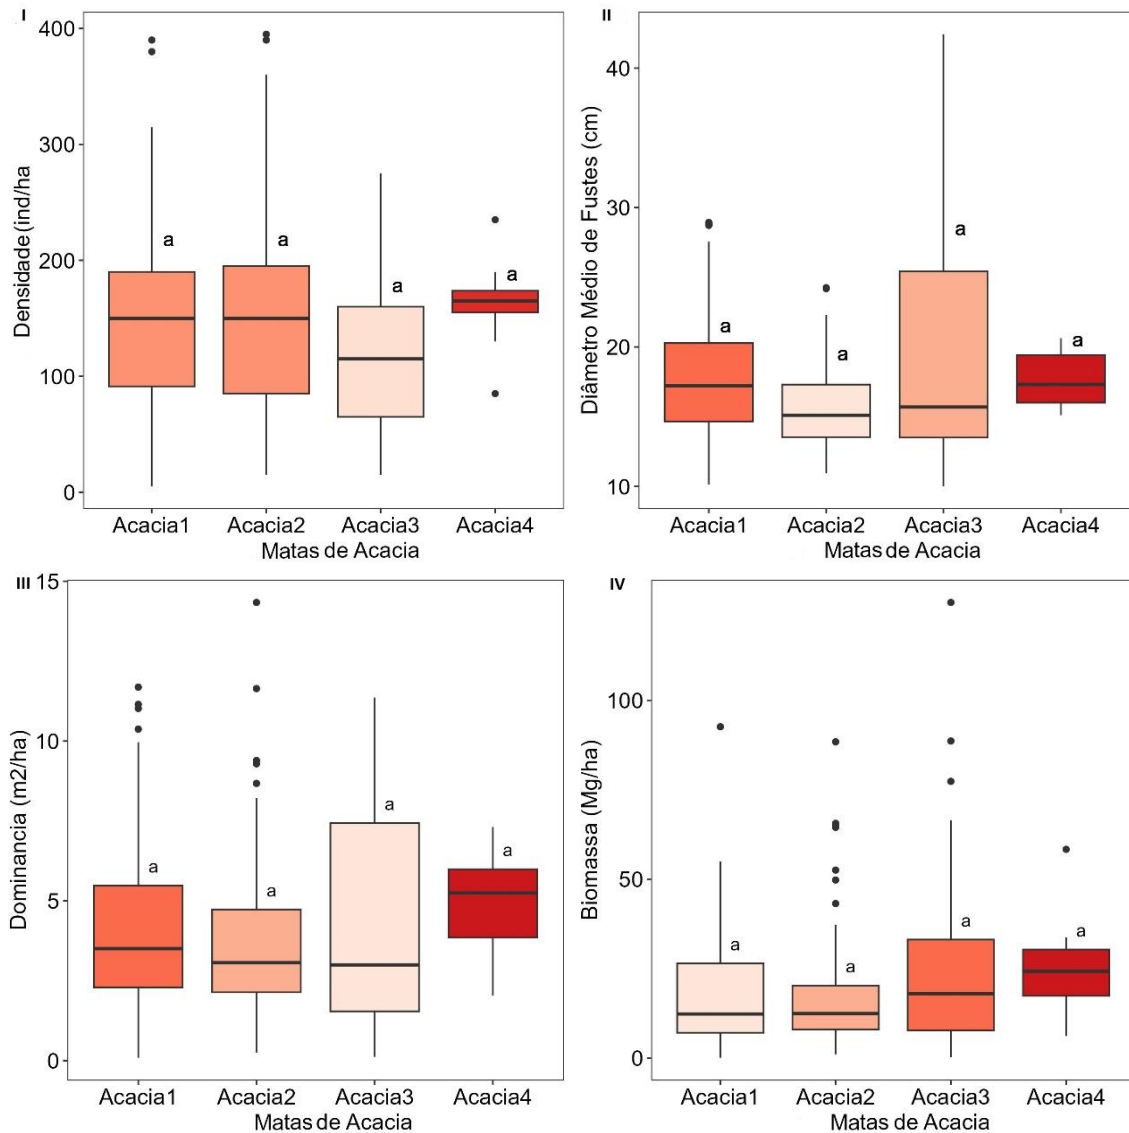 I
Densidade (ind/ha)
400
300
200
100
0
a
a
a
a
Acacia1 Acacia2 Acacia3 Acacia4
Matas de Acacia
II
Diâmetro Médio de Fustes (cm)
40
30
20
10
a
a
a
a
Acacia1 Acacia2 Acacia3 Acacia4
Matas de Acacia
III
Dominancia (m2/ha)
15
10
5
0
a
a
a
a
Acacia1 Acacia2 Acacia3 Acacia4
Matas de Acacia
IV
Biomassa (Mg/ha)
100
50
0
a
a
a
a
Acacia1 Acacia2 Acacia3 Acacia4
Matas de Acacia